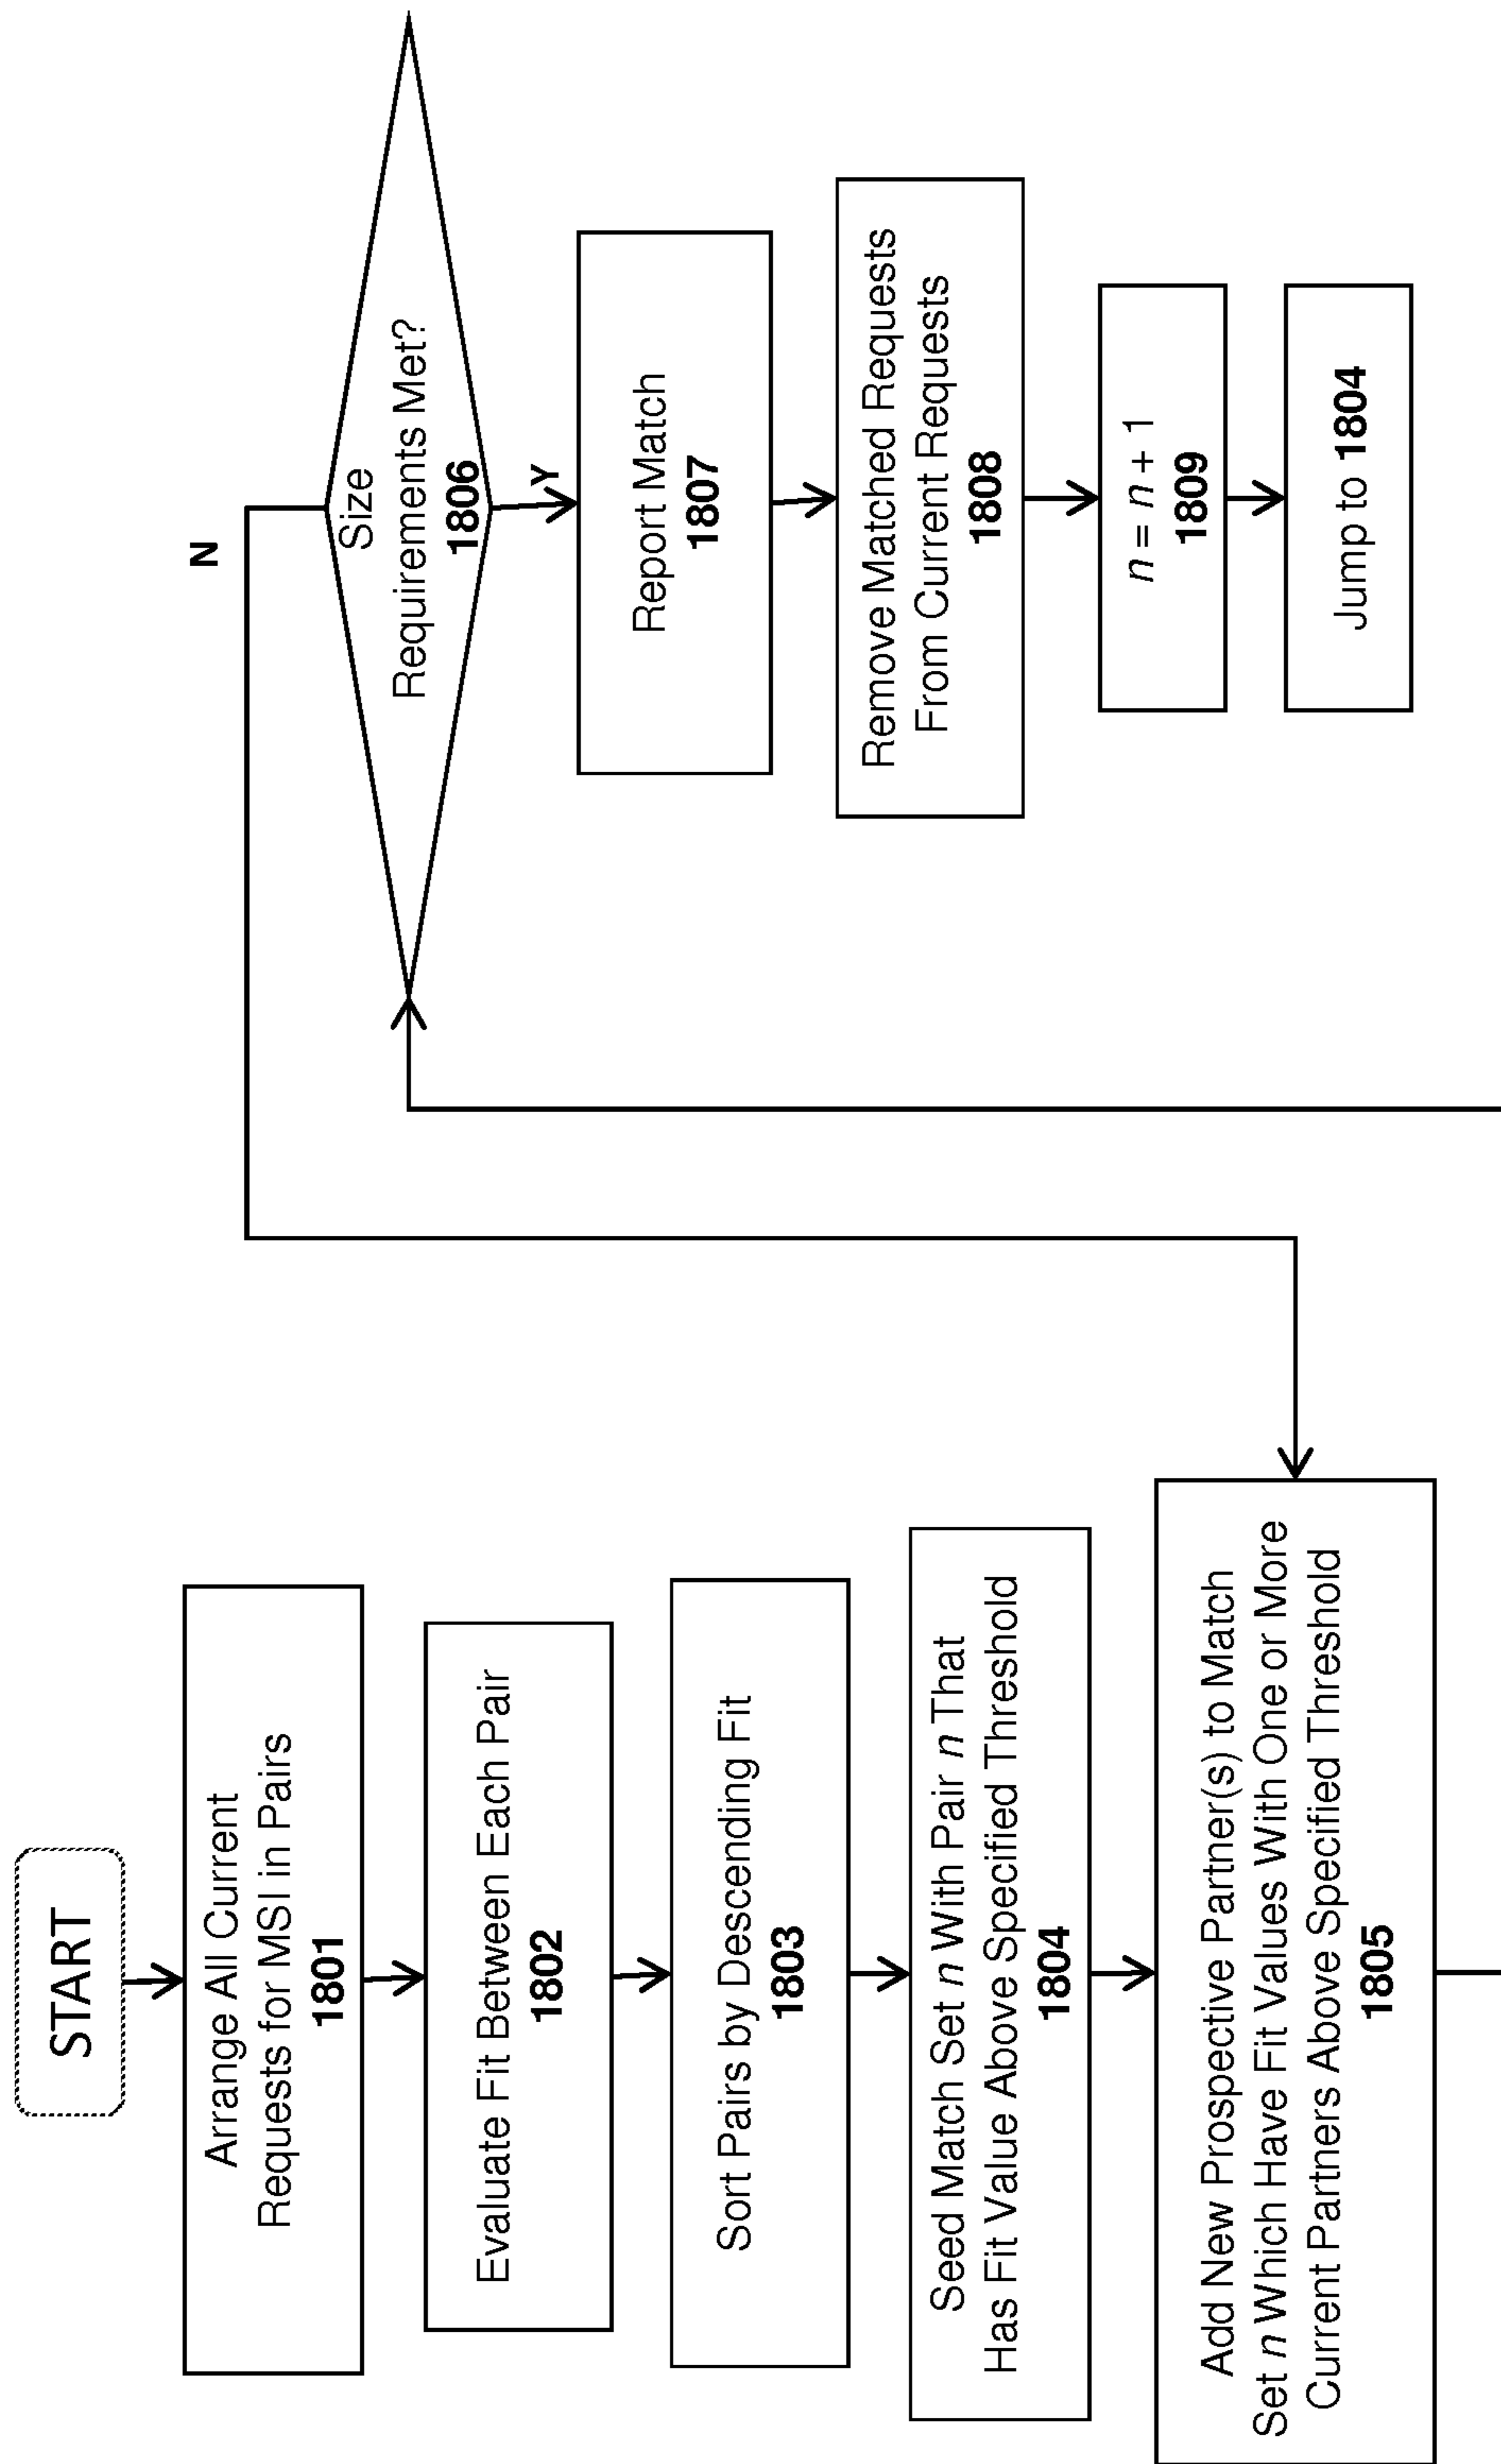 START
Arrange All Current
Requests for MSI in Pairs
1801
Evaluate Fit Between Each Pair
1802
Sort Pairs by Descending Fit
1803
Seed Match Set n With Pair n That
Has Fit Value Above Specified Threshold
1804
Add New Prospective Partner(s) to Match
Set n Which Have Fit Values With One or More
Current Partners Above Specified Threshold
1805
N
Size
Requirements Met?
1806
Y
Report Match
1807
Remove Matched Requests
From Current Requests
1808
n = n + 1
1809
Jump to 1804